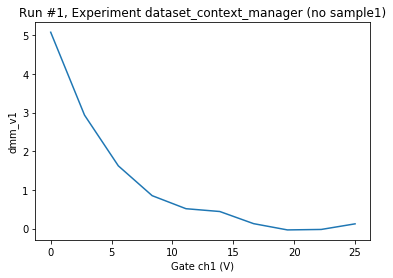 Run #1, Experiment dataset_context_manager (no sample1)
5
4
3
2
1
0
dmm_v1
0 5 10 15 20 25
Gate ch1 (V)